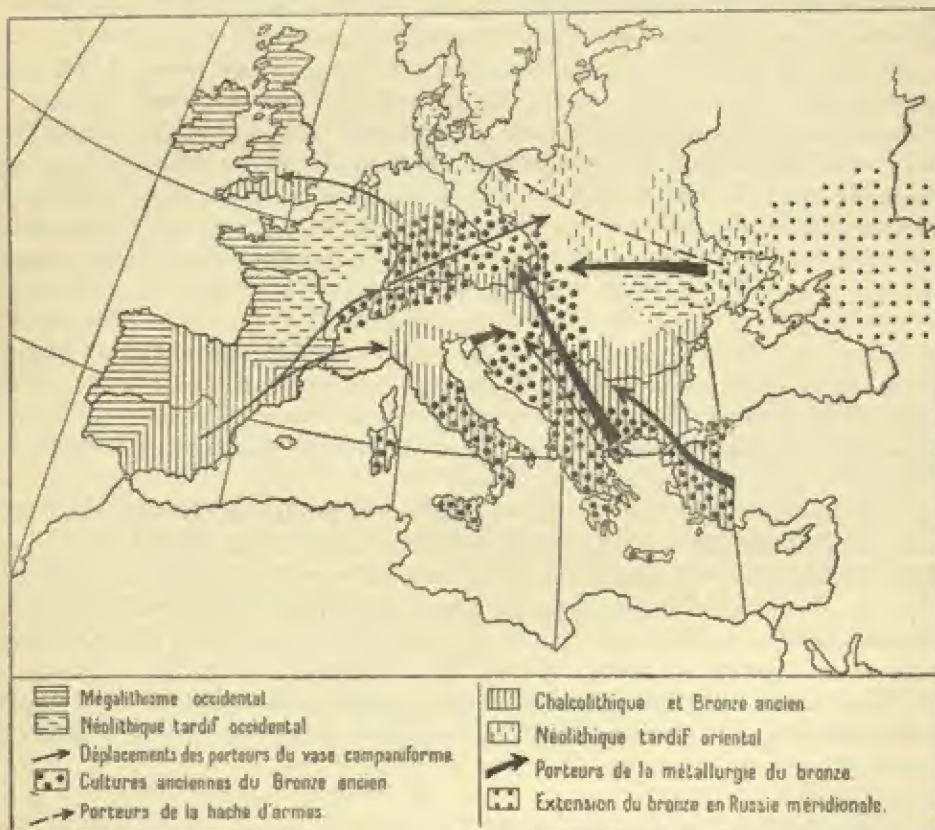 Mégalithisme occidental
Néolithique tardif occidental
Déplacements des porteurs du vase campaniforme
Cultures anciennes du Bronze ancien
Porteurs de la hache d'armes.
Chalcolithique et Bronze ancien
Néolithique tardif oriental
Porteurs de la métallurgie du bronze.
Extension du bronze en Russie méridionale.